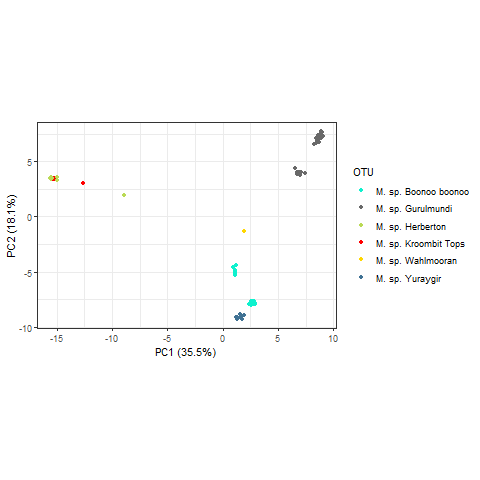 5
0
-5
-10
-15
-10
-5
0
5
10
PC1 (35.5%)
PC2 (18.1%)
OTU
M. sp. Boonoo boonoo
M. sp. Gurulmundi
M. sp. Herberton
M. sp. Kroombit Tops
M. sp. Wahlmooran
M. sp. Yuraygir